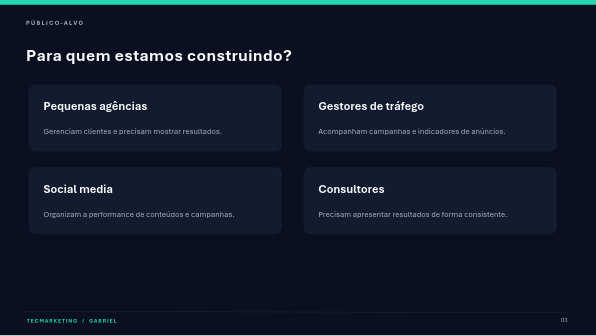 PÚBLICO-ALVO
Para quem estamos construindo?
Pequenas agências
Gerenciam clientes e precisam mostrar resultados.
Gestores de tráfego
Acompanham campanhas e indicadores de anúncios.
Social media
Organizam a performance de conteúdos e campanhas.
Consultores
Precisam apresentar resultados de forma consistente.
TECMARKETING / GABRIEL
03